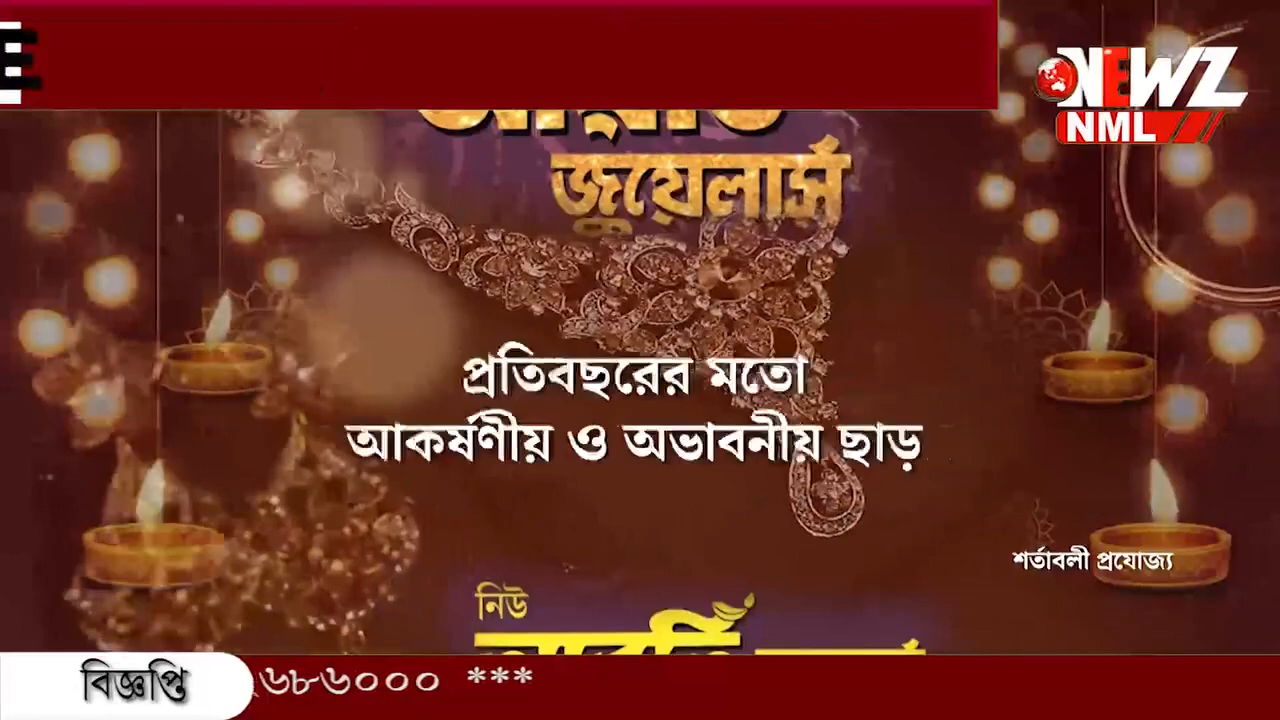 NEWZ
NML
জুয়েলার্স
প্রতিবছরের মতো
আকর্ষণীয় ও অভাবনীয় ছাড়
শর্তাবলী প্রযোজ্য
নিউ
বিজ্ঞপ্তি
৬৮৬০০০ ***